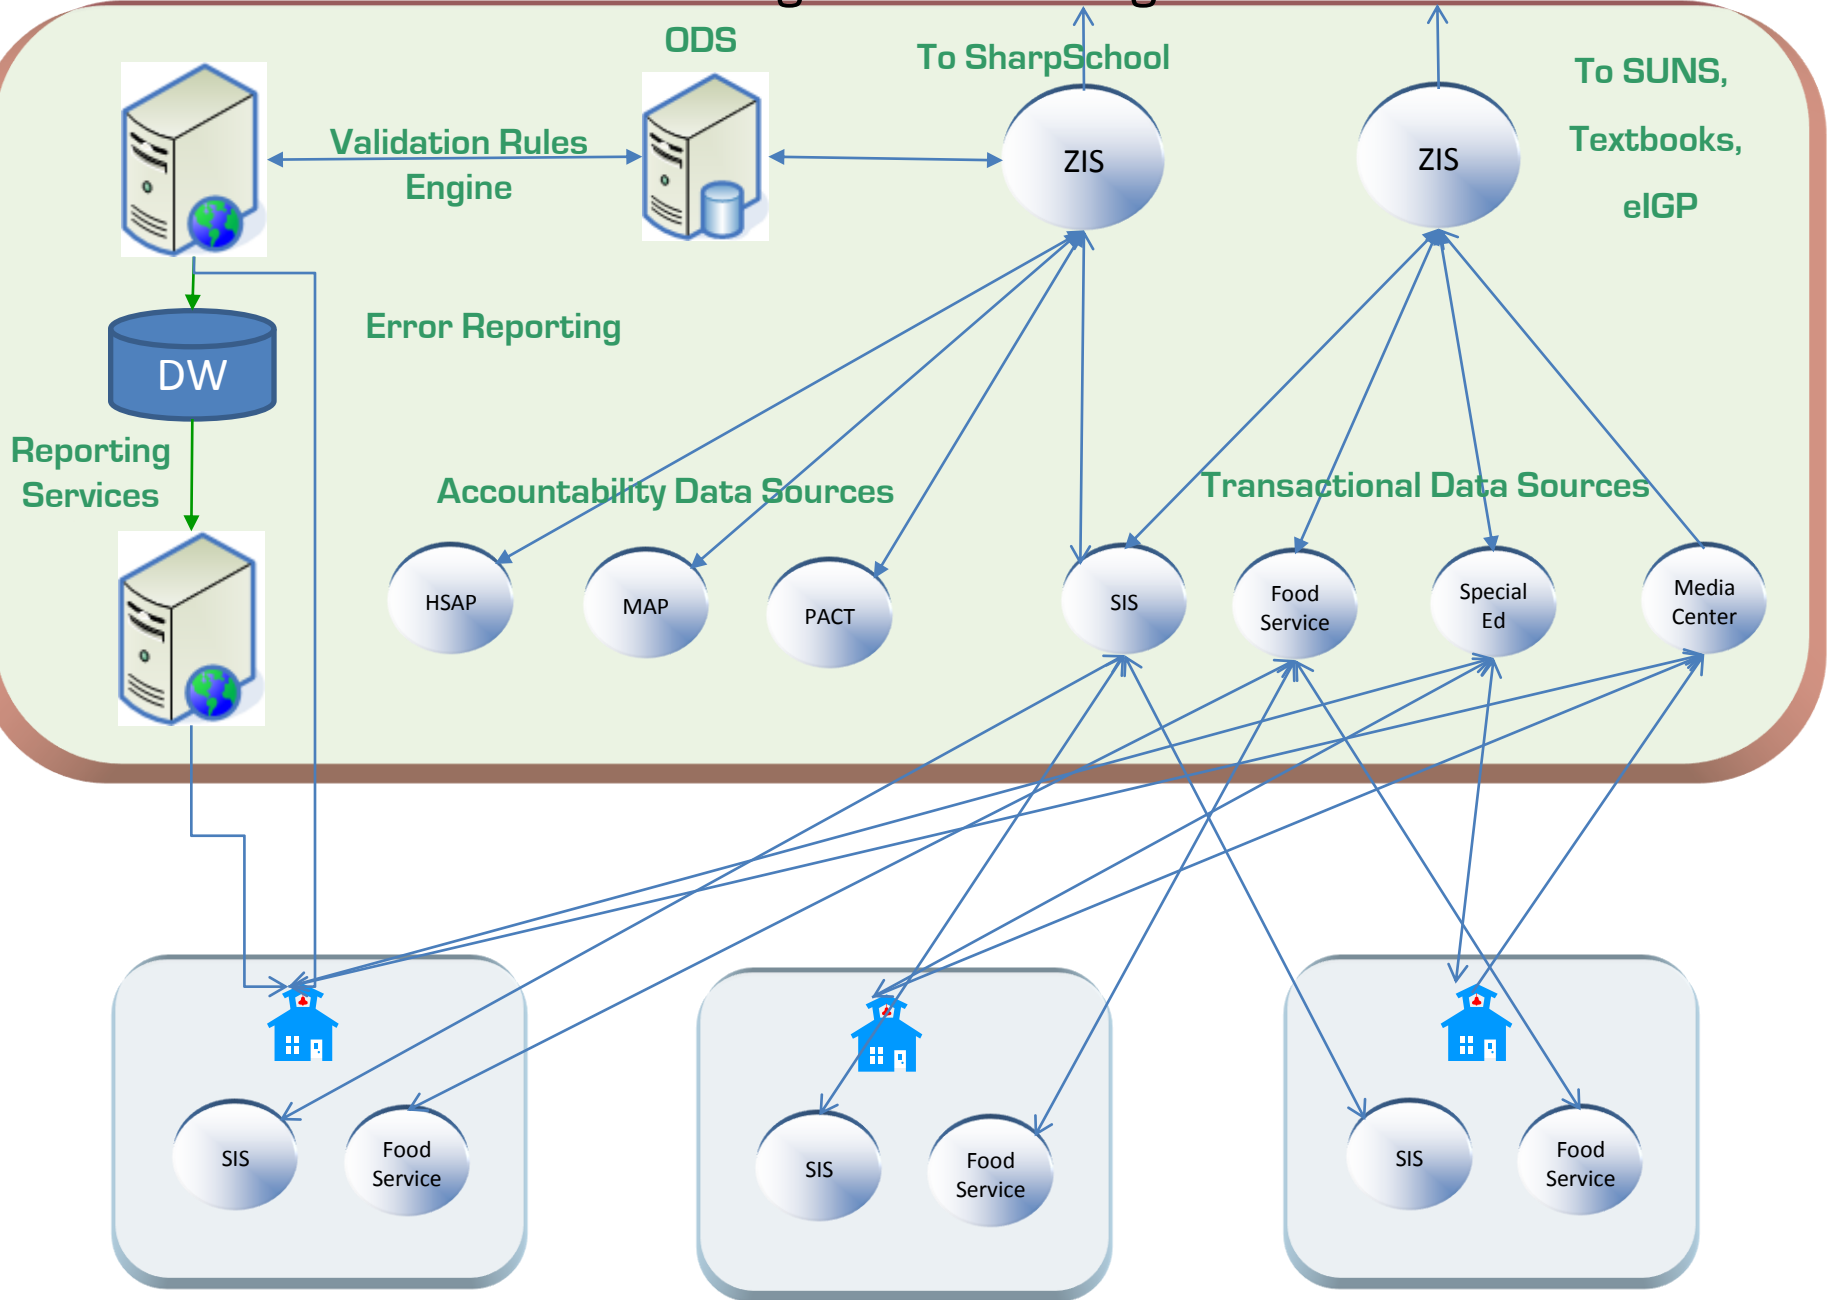 ODS
To SharpSchool
To SUNS,
Textbooks,
eIGP
Validation Rules
Engine
ZIS
ZIS
Error Reporting
DW
Reporting
Services
Accountability Data Sources
Transactional Data Sources
HSAP
MAP
PACT
SIS
Food
Service
Special
Ed
Media
Center
SIS
Food
Service
SIS
Food
Service
SIS
Food
Service